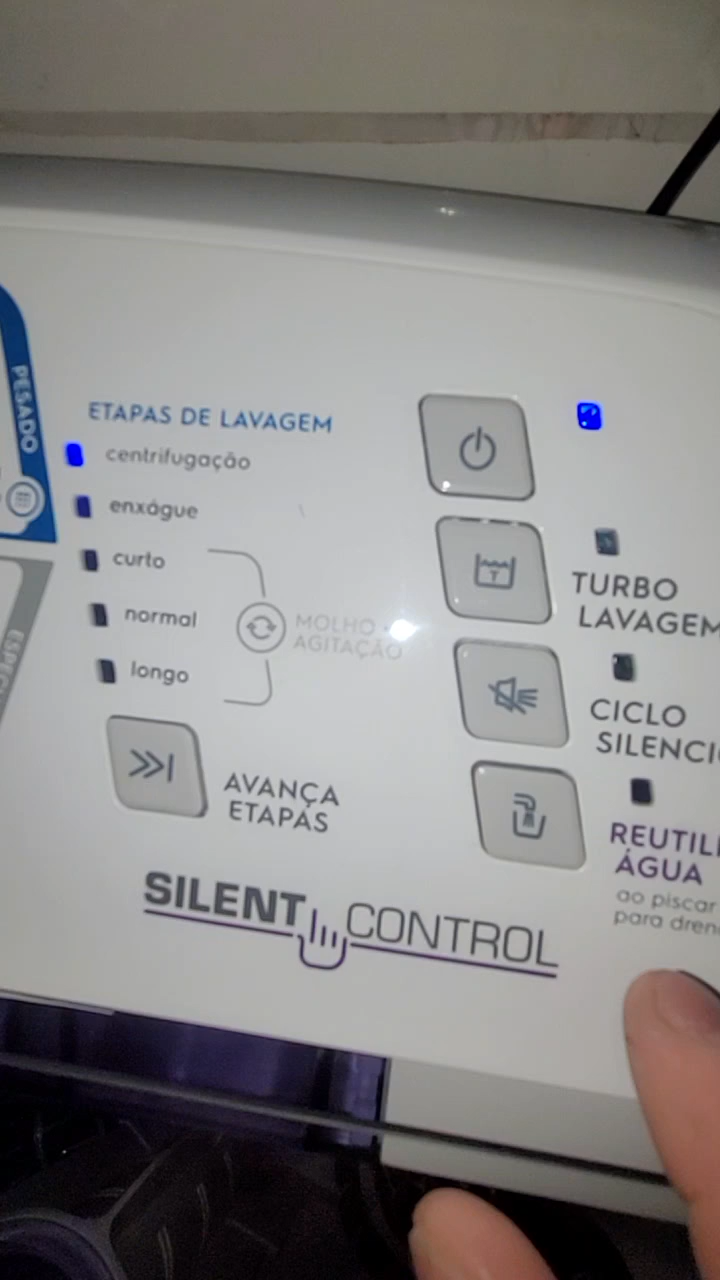 PESADO
ETAPAS DE LAVAGEM
centrifugação
enxágue
curto
normal
longo
MOLHO
AGITAÇÃO
AVANÇA
ETAPAS
TURBO
LAVAGEM
CICLO
SILENCI
REUTILI
ÁGUA
ao piscar
para dren
SILENT CONTROL